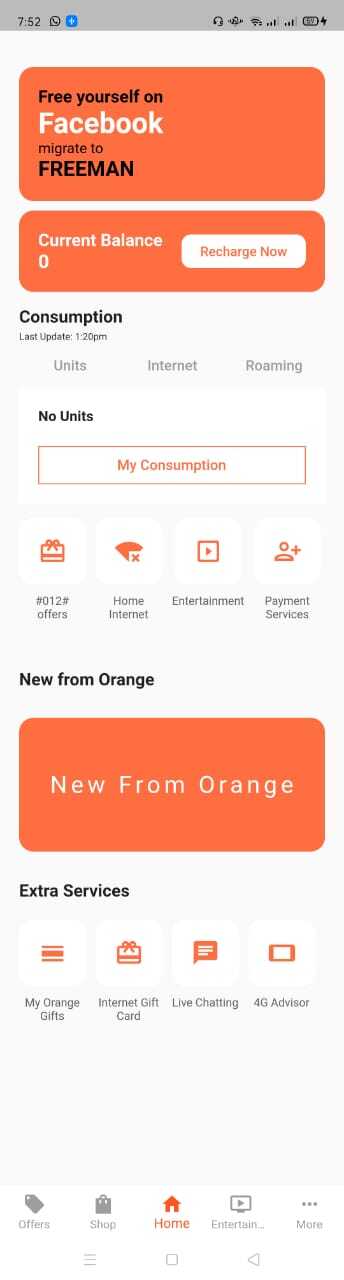 7:52
Free yourself on
Facebook
migrate to
FREEMAN
Current Balance
0
Recharge Now
Consumption
Last Update: 1:20pm
Units Internet Roaming
No Units
My Consumption
#012# offers
Home Internet
Entertainment
Payment Services
New from Orange
New From Orange
Extra Services
My Orange Gifts
Internet Gift Card
Live Chatting
4G Advisor
Offers Shop Home Entertain... More